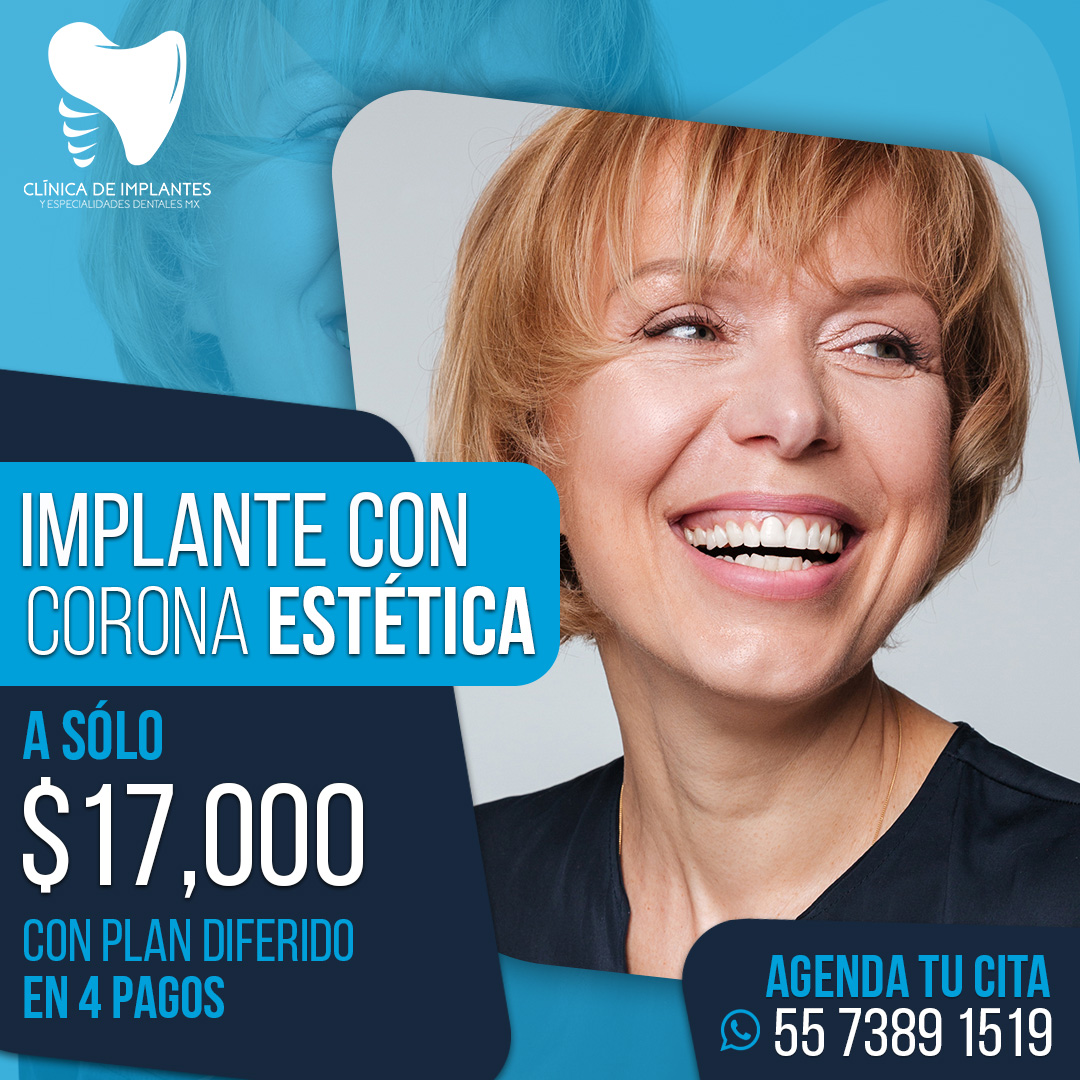 CLÍNICA DE IMPLANTES
Y ESPECIALIDADES DENTALES MX
IMPLANTE CON
CORONA ESTÉTICA
A SÓLO
$17,000
CON PLAN DIFERIDO
EN 4 PAGOS
AGENDA TU CITA
55 7389 1519